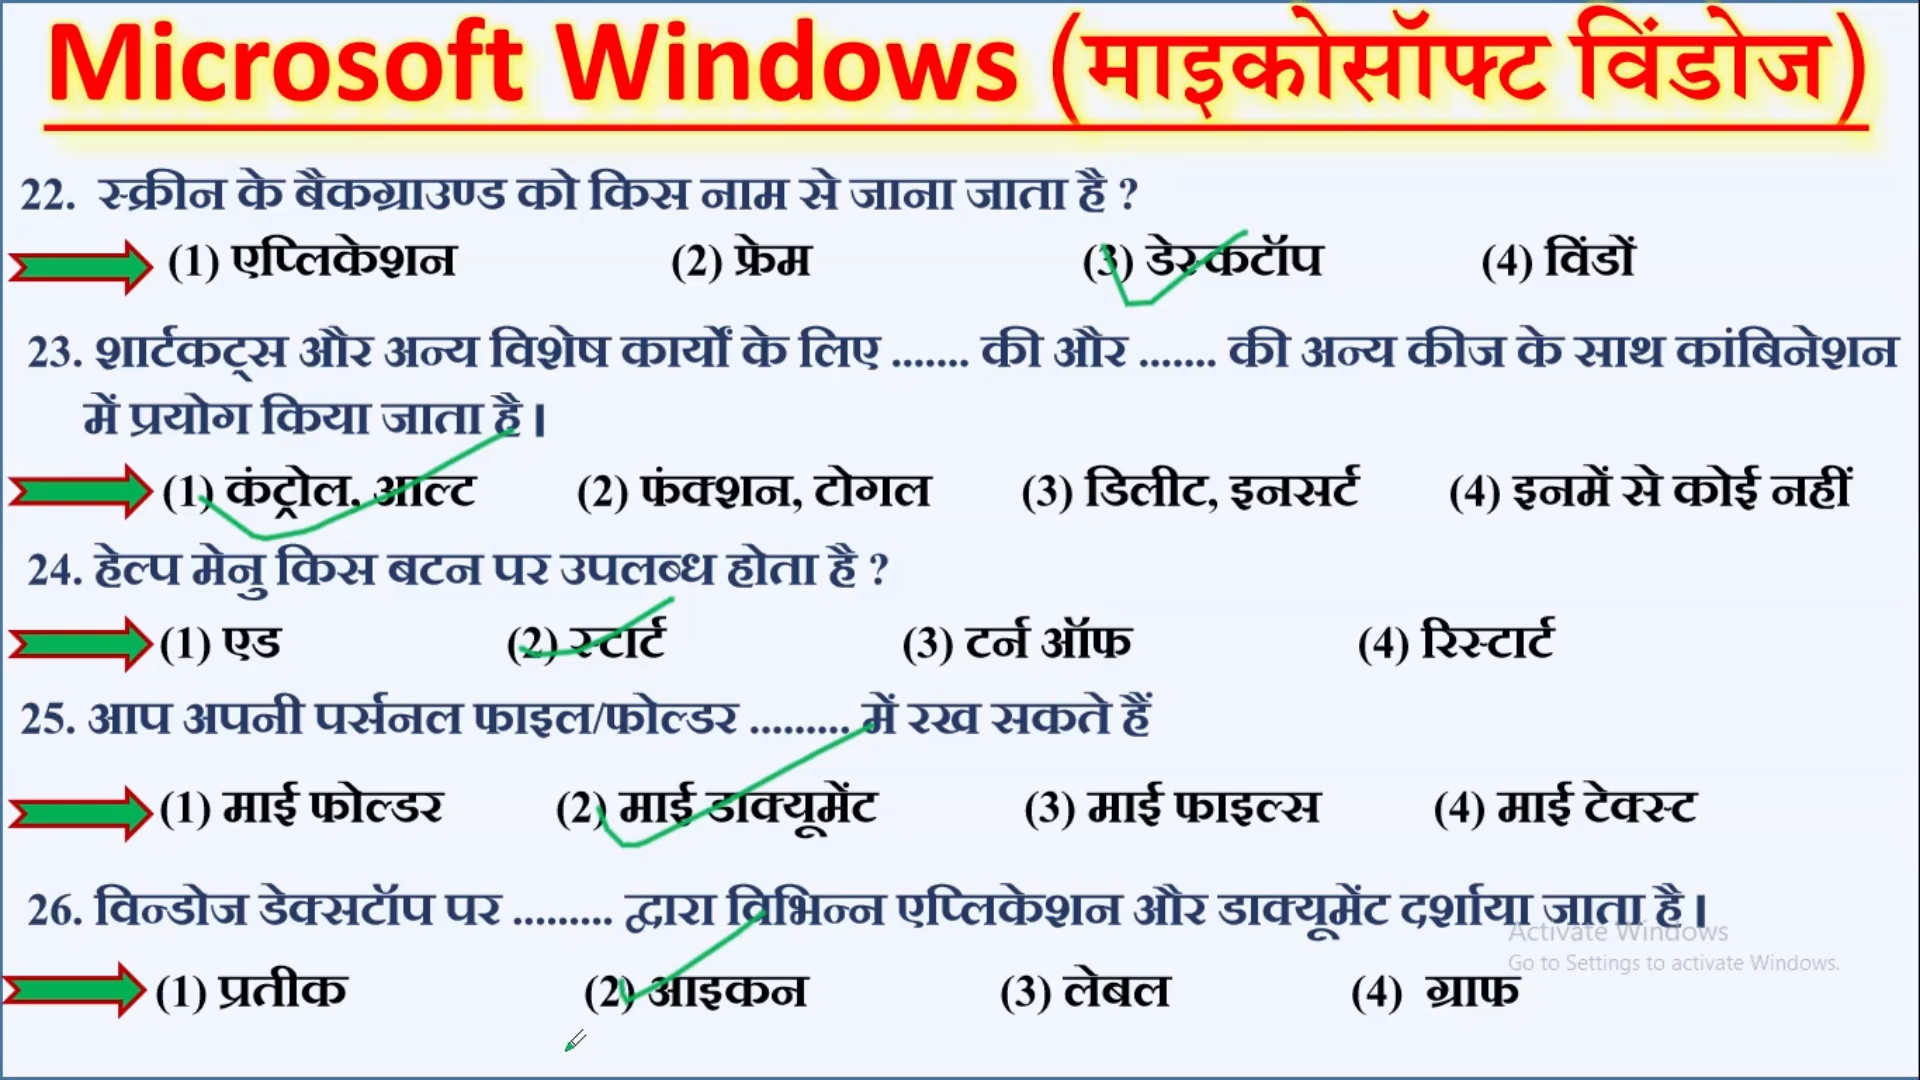 Microsoft Windows (माइकोसॉफ्ट विंडोज)
22. स्क्रीन के बैकग्राउण्ड को किस नाम से जाना जाता है ?
(1) एप्लिकेशन (2) फ्रेम (3) डेस्कटॉप (4) विंडों
23. शार्टकट्स और अन्य विशेष कार्यों के लिए ....... की और ....... की अन्य कीज के साथ कांबिनेशन
में प्रयोग किया जाता है।
(1) कंट्रोल, आल्ट (2) फंक्शन, टोगल (3) डिलीट, इनसर्ट (4) इनमें से कोई नहीं
24. हेल्प मेनु किस बटन पर उपलब्ध होता है ?
(1) एड (2) स्टार्ट (3) टर्न ऑफ (4) रिस्टार्ट
25. आप अपनी पर्सनल फाइल/फोल्डर ......... में रख सकते हैं
(1) माई फोल्डर (2) माई डाक्यूमेंट (3) माई फाइल्स (4) माई टेक्स्ट
26. विन्डोज डेक्सटॉप पर ......... द्वारा विभिन्न एप्लिकेशन और डाक्यूमेंट दर्शाया जाता है।
Activate Windows
Go to Settings to activate Windows.
(1) प्रतीक (2) आइकन (3) लेबल (4) ग्राफ